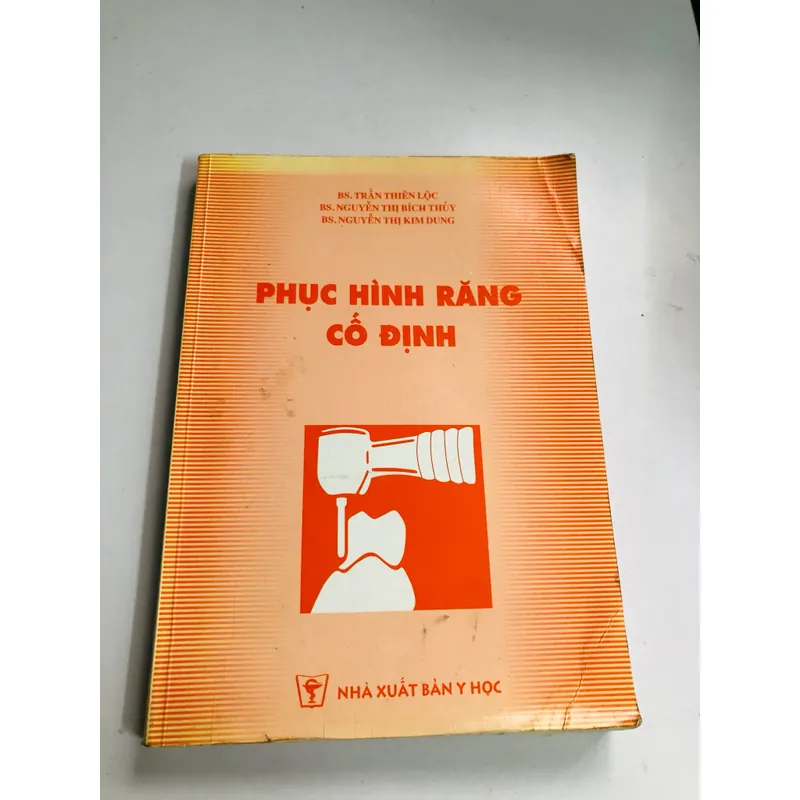 BS. TRẦN THIÊN LỘC
BS. NGUYỄN THỊ BÍCH THỦY
BS. NGUYỄN THỊ KIM DUNG
PHỤC HÌNH RĂNG
CỐ ĐỊNH
NHÀ XUẤT BẢN Y HỌC